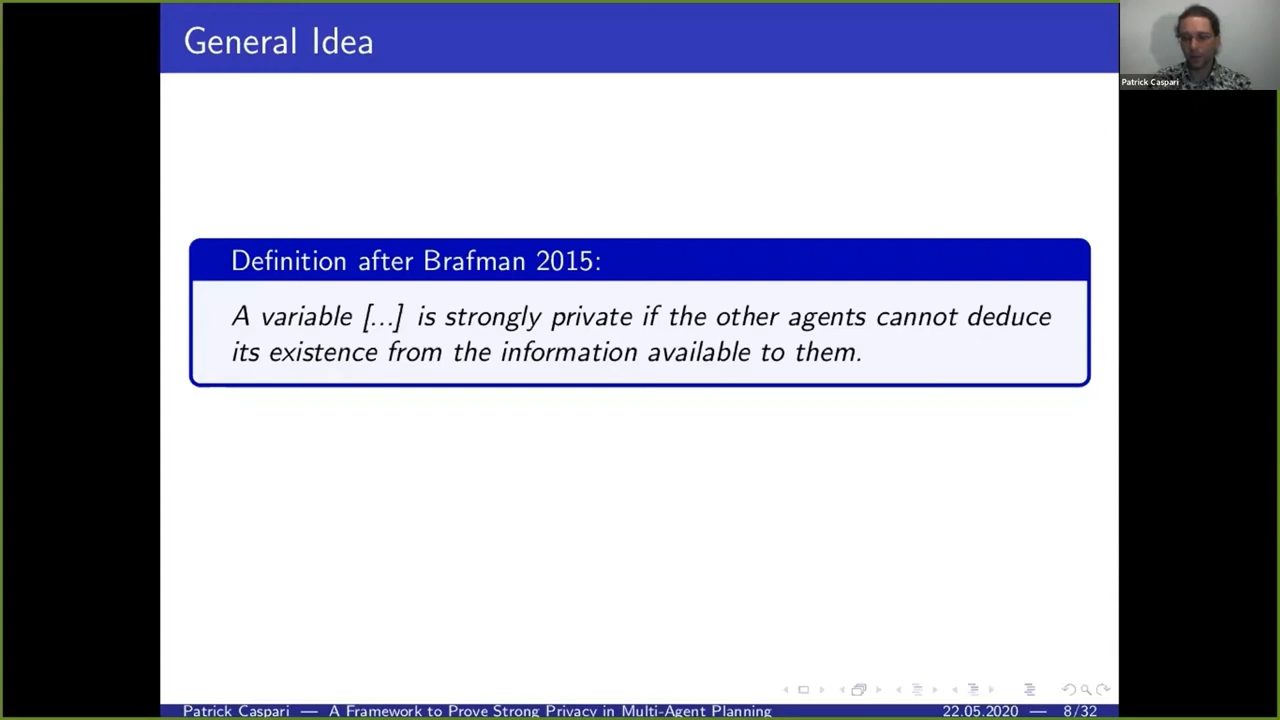 General Idea
Patrick Caspari
Definition after Brafman 2015:
A variable [...] is strongly private if the other agents cannot deduce
its existence from the information available to them.
Patrick Caspari — A Framework to Prove Strong Privacy in Multi-Agent Planning
22.05.2020 — 8/32